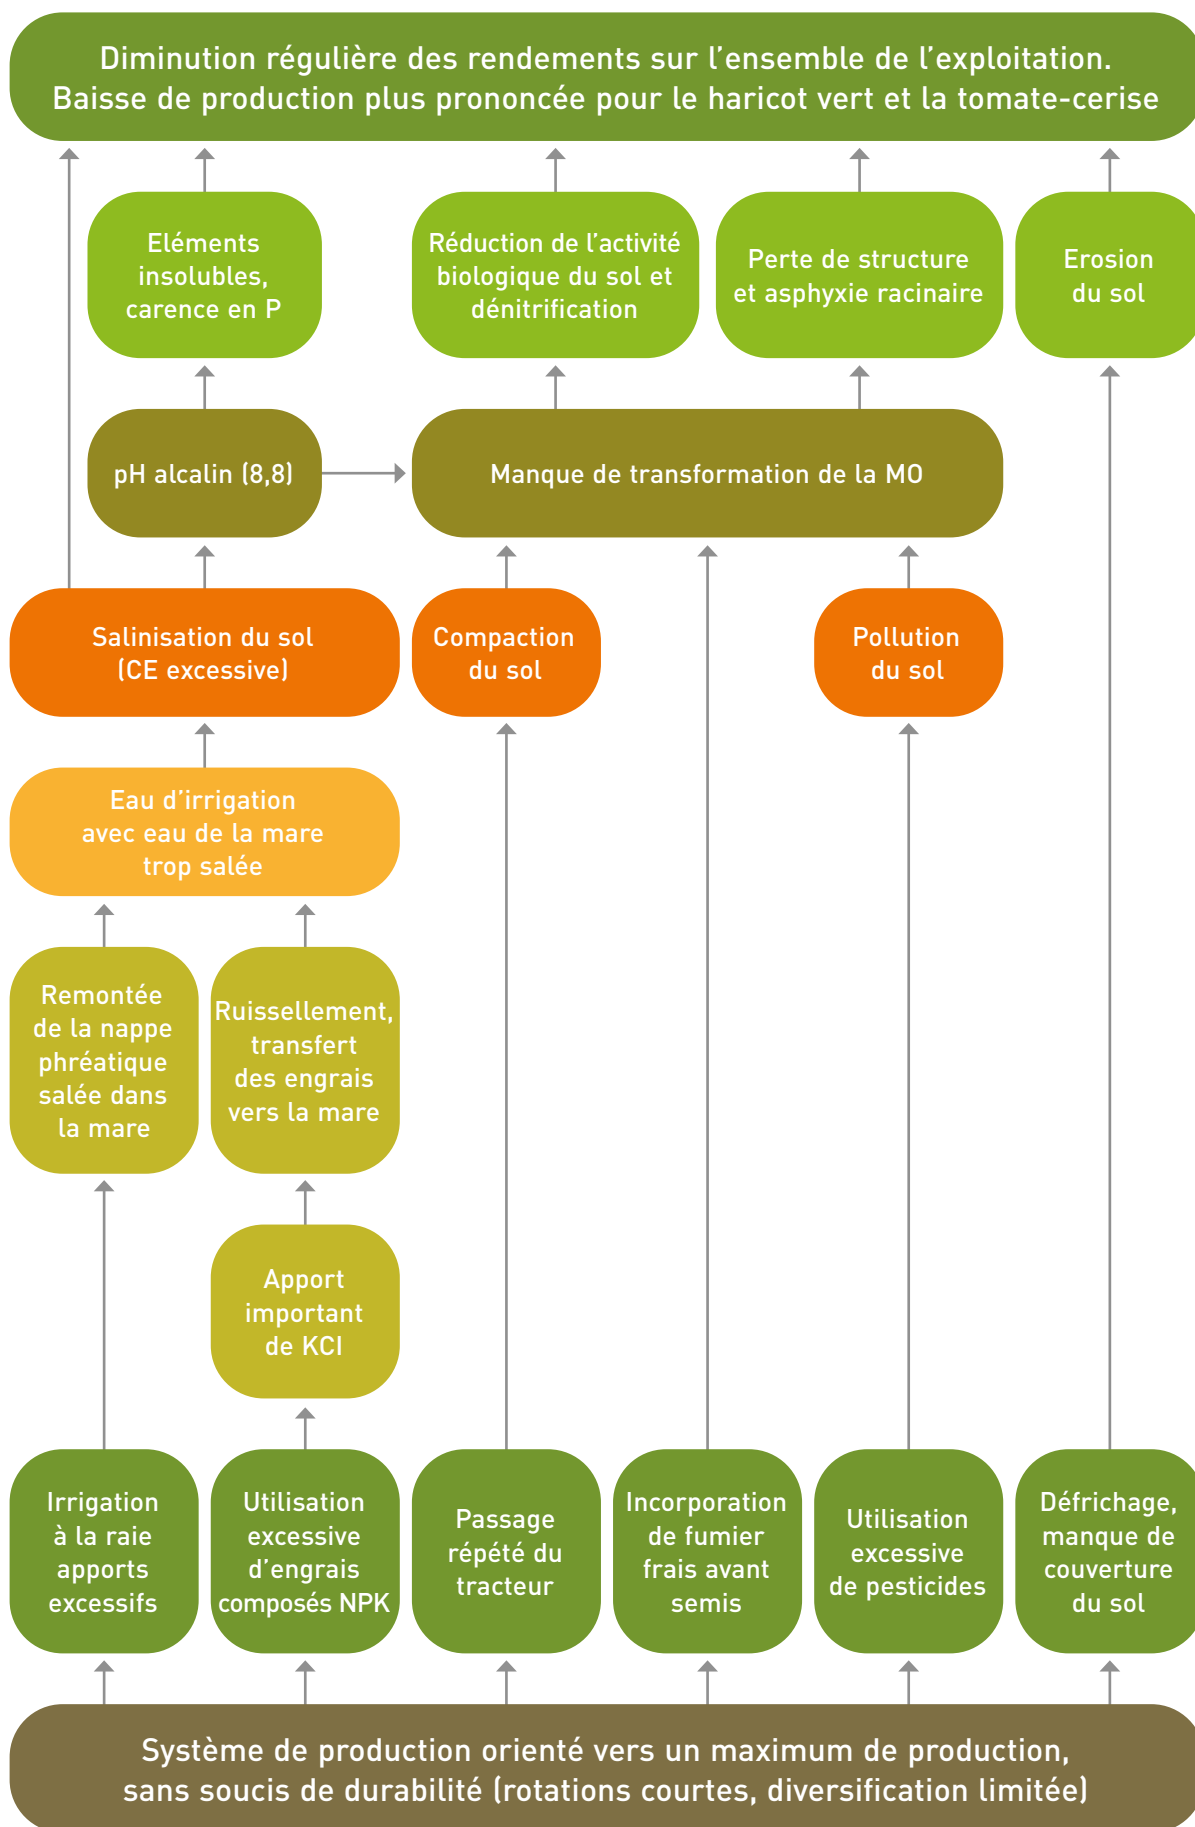 Diminution régulière des rendements sur l'ensemble de l'exploitation.
Baisse de production plus prononcée pour le haricot vert et la tomate-cerise
Eléments
insolubles,
carence en P
Réduction de l'activité
biologique du sol et
dénitrification
Perte de structure
et asphyxie racinaire
Erosion
du sol
pH alcalin (8,8)
Manque de transformation de la MO
Salinisation du sol
(CE excessive)
Compaction
du sol
Pollution
du sol
Eau d'irrigation
avec eau de la mare
trop salée
Remontée
de la nappe
phréatique
salée dans
la mare
Ruissellement,
transfert
des engrais
vers la mare
Apport
important
de KCI
Irrigation
à la raie
apports
excessifs
Utilisation
excessive
d'engrais
composés NPK
Passage
répété du
tracteur
Incorporation
de fumier
frais avant
semis
Utilisation
excessive
de pesticides
Défrichage,
manque de
couverture
du sol
Système de production orienté vers un maximum de production,
sans soucis de durabilité (rotations courtes, diversification limitée)